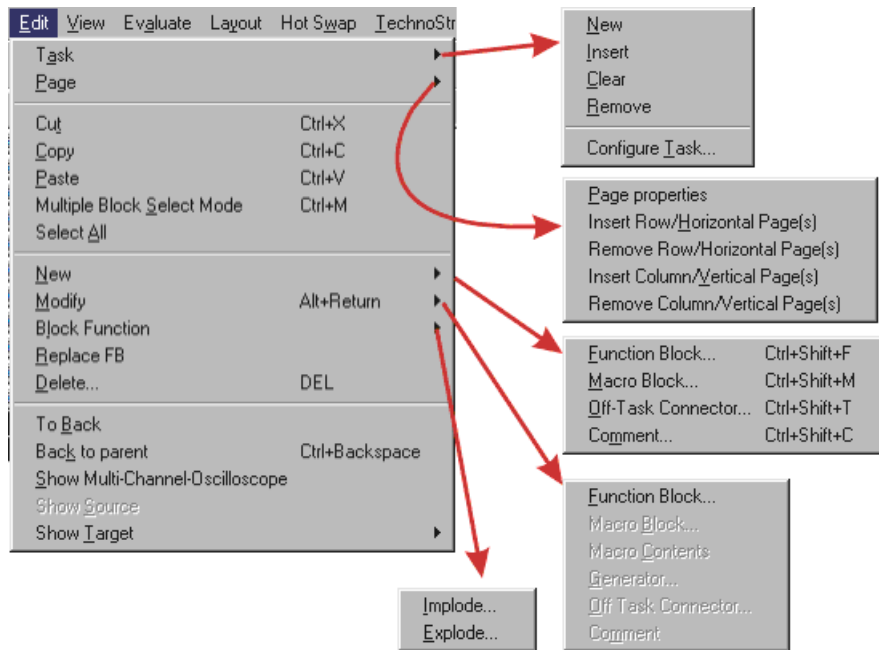 Edit View Evaluate Layout Hot Swap TechnoStr
Task
Page
Cut Ctrl+X
Copy Ctrl+C
Paste Ctrl+V
Multiple Block Select Mode Ctrl+M
Select All
New
Modify Alt+Return
Block Function
Replace FB
Delete... DEL
To Back
Back to parent Ctrl+Backspace
Show Multi-Channel-Oscilloscope
Show Source
Show Target
New
Insert
Clear
Remove
Configure Task...
Page properties
Insert Row/Horizontal Page(s)
Remove Row/Horizontal Page(s)
Insert Column/Vertical Page(s)
Remove Column/Vertical Page(s)
Function Block... Ctrl+Shift+F
Macro Block... Ctrl+Shift+M
Off-Task Connector... Ctrl+Shift+T
Comment... Ctrl+Shift+C
Function Block...
Macro Block...
Macro Contents
Generator...
Off Task Connector...
Comment
Implode...
Explode...